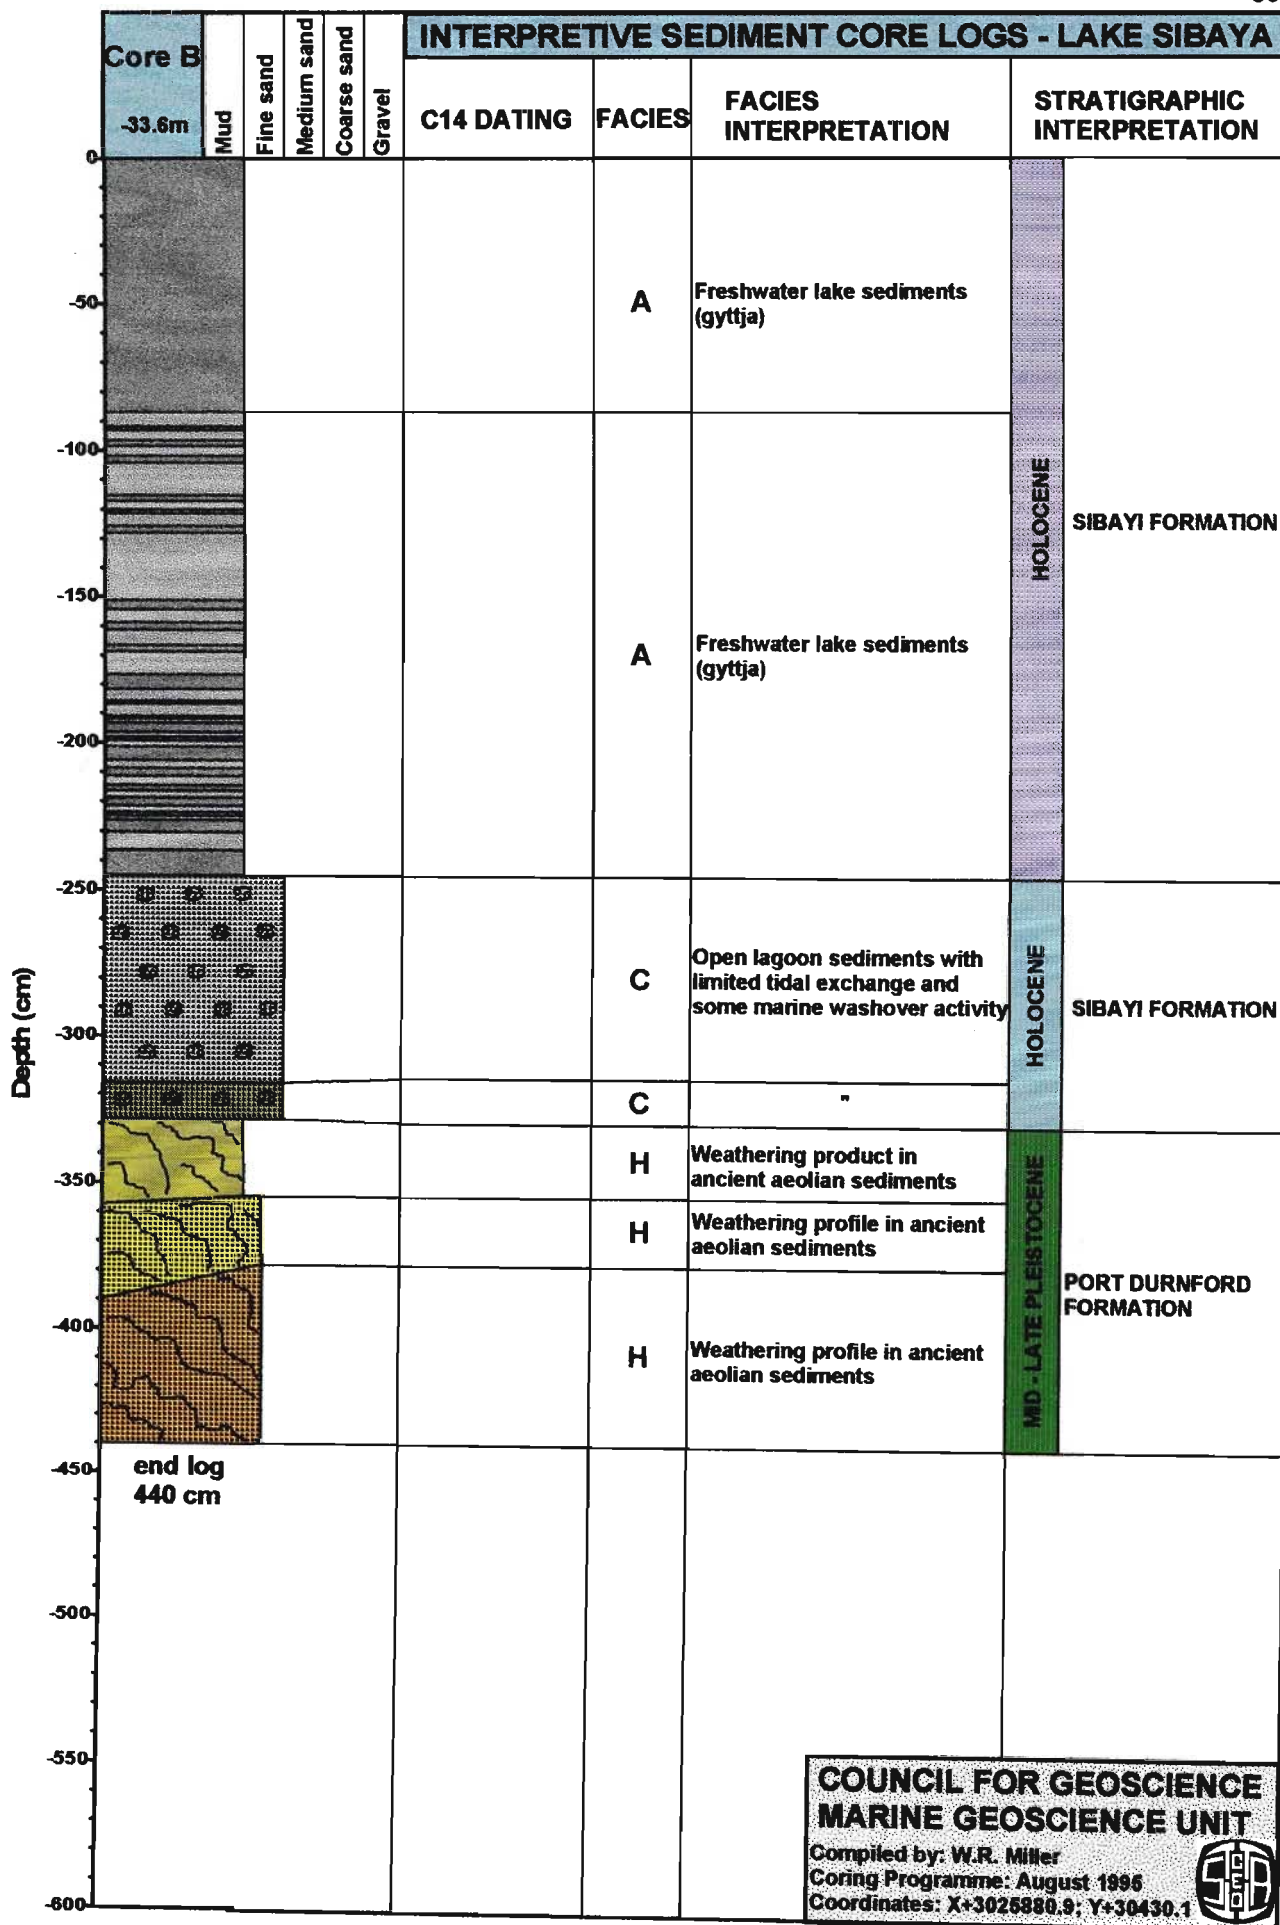 INTERPRETIVE SEDIMENT CORE LOGS - LAKE SIBAYA
Core B
-33.6m
Mud
Fine sand
Medium sand
Coarse sand
Gravel
C14 DATING
FACIES
FACIES
INTERPRETATION
STRATIGRAPHIC
INTERPRETATION
Depth (cm)
0
-50
-100
-150
-200
-250
-300
-350
-400
-450
-500
-550
-600
A
Freshwater lake sediments
(gyttja)
A
Freshwater lake sediments
(gyttja)
HOLOCENE
SIBAYI FORMATION
C
Open lagoon sediments with
limited tidal exchange and
some marine washover activity
HOLOCENE
SIBAYI FORMATION
C
"
H
Weathering product in
ancient aeolian sediments
H
Weathering profile in ancient
aeolian sediments
H
Weathering profile in ancient
aeolian sediments
MID - LATE PLEISTOCENE
PORT DURNFORD
FORMATION
end log
440 cm
COUNCIL FOR GEOSCIENCE
MARINE GEOSCIENCE UNIT
Compiled by: W.R. Miller
Coring Programme: August 1995
Coordinates: X+3025880.9; Y+30430.1